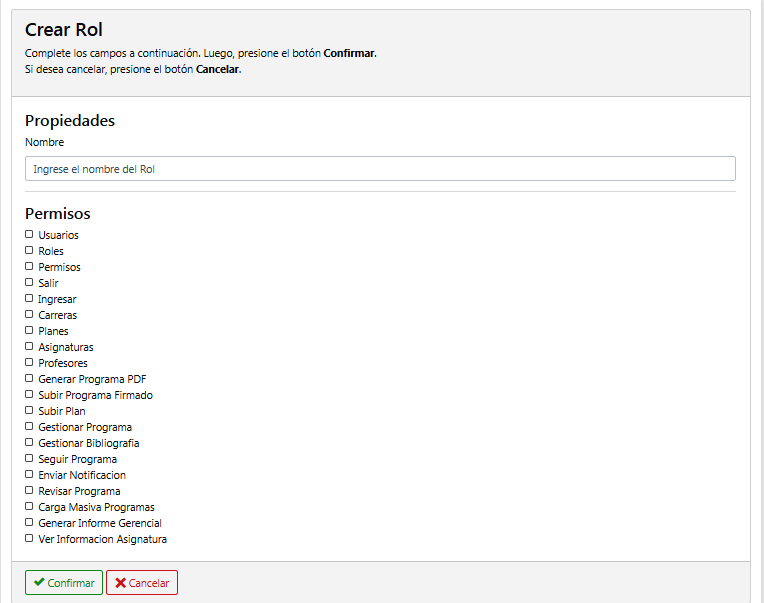 Crear Rol
Complete los campos a continuación. Luego, presione el botón Confirmar.
Si desea cancelar, presione el botón Cancelar.
Propiedades
Nombre
Ingrese el nombre del Rol
Permisos
Usuarios
Roles
Permisos
Salir
Ingresar
Carreras
Planes
Asignaturas
Profesores
Generar Programa PDF
Subir Programa Firmado
Subir Plan
Gestionar Programa
Gestionar Bibliografia
Seguir Programa
Enviar Notificacion
Revisar Programa
Carga Masiva Programas
Generar Informe Gerencial
Ver Informacion Asignatura
Confirmar Cancelar